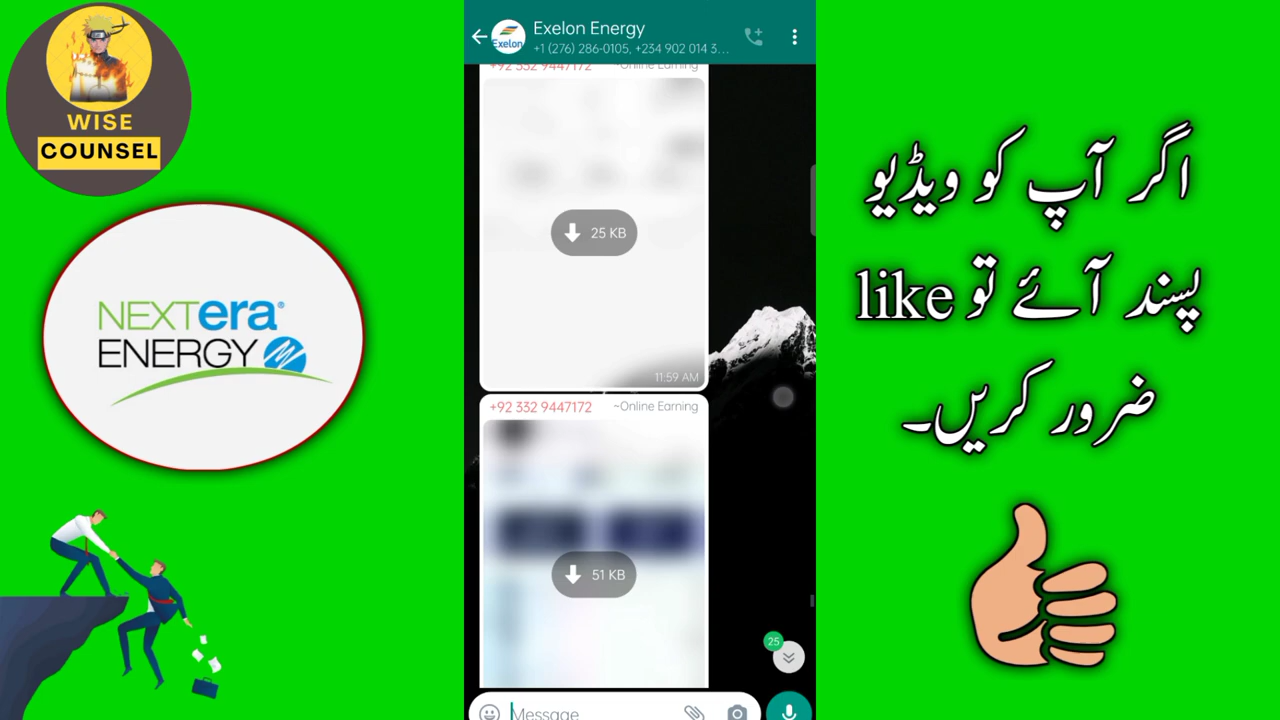 WISE
COUNSEL
NEXTera®
ENERGY
Exelon
Exelon Energy
+1 (276) 286-0105, +234 902 014 3...
+92 332 9447172 ~Online Earning
25 KB
11:59 AM
+92 332 9447172 ~Online Earning
51 KB
25
Message
اگر آپ کو ویڈیو
پسند آئے تو like
ضرور کریں۔